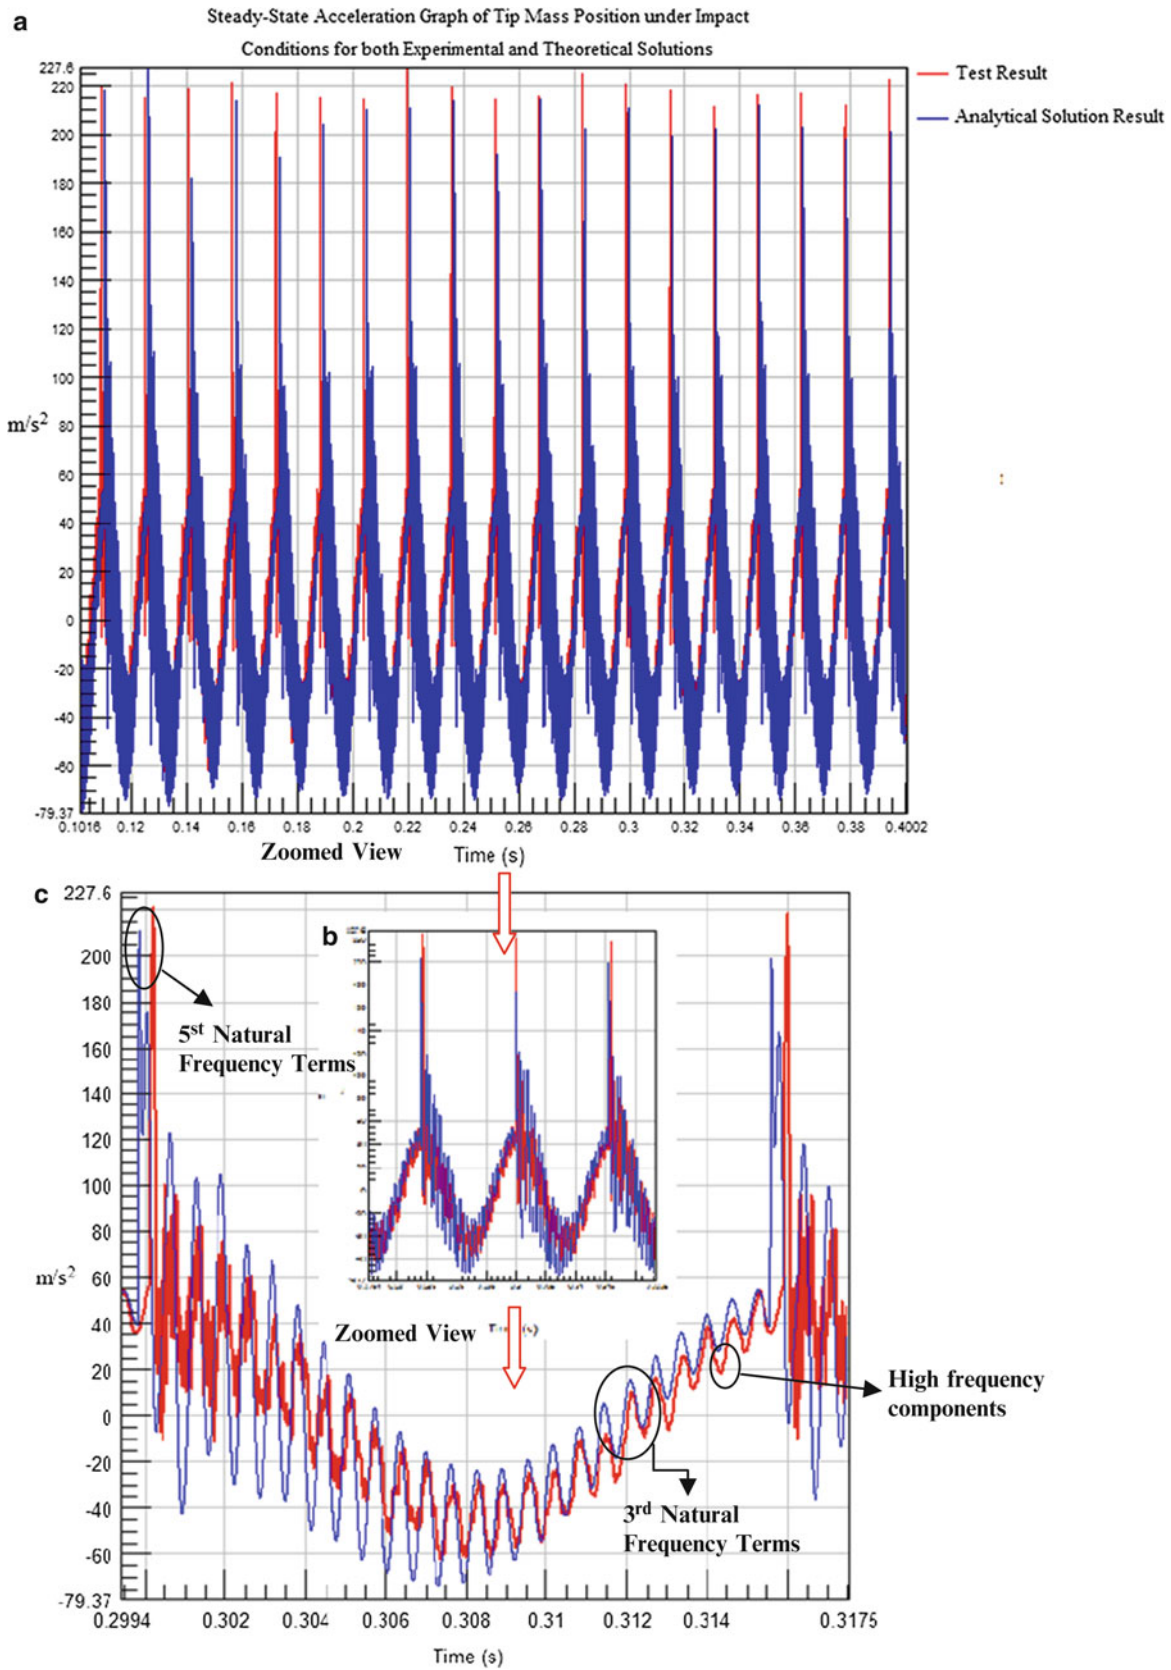 a
Steady-State Acceleration Graph of Tip Mass Position under Impact
Conditions for both Experimental and Theoretical Solutions
Test Result
Analytical Solution Result
227.6
220
200
180
160
140
120
100
m/s2
80
60
40
20
0
-20
-40
-60
-79.37
0.1016 0.12 0.14 0.16 0.18 0.2 0.22 0.24 0.26 0.28 0.3 0.32 0.34 0.36 0.38 0.4002
Zoomed View
Time (s)
c
b
227.6
200
180
160
140
120
100
80
m/s2
60
40
20
0
-20
-40
-60
-79.37
5st Natural
Frequency Terms
Zoomed View
High frequency
components
3rd Natural
Frequency Terms
0.2994 0.302 0.304 0.306 0.308 0.31 0.312 0.314 0.3175
Time (s)